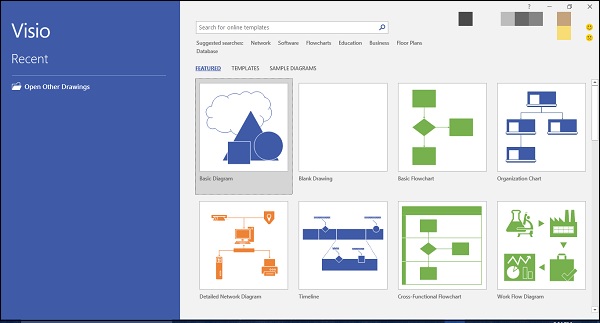 Visio
Recent
Open Other Drawings
?
Search for online templates
Suggested searches: Network Software Flowcharts Education Business Floor Plans
Database
FEATURED TEMPLATES SAMPLE DIAGRAMS
Basic Diagram Blank Drawing Basic Flowchart Organization Chart
Detailed Network Diagram Timeline Cross-Functional Flowchart Work Flow Diagram